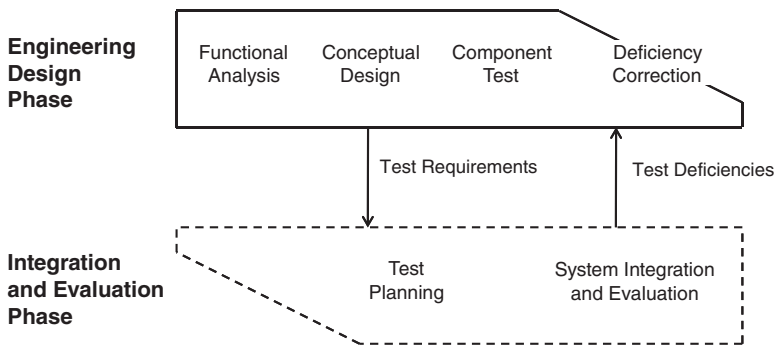 Engineering
Design
Phase
Functional
Analysis
Conceptual
Design
Component
Test
Deficiency
Correction
Test Requirements
Test Deficiencies
Integration
and Evaluation
Phase
Test
Planning
System Integration
and Evaluation